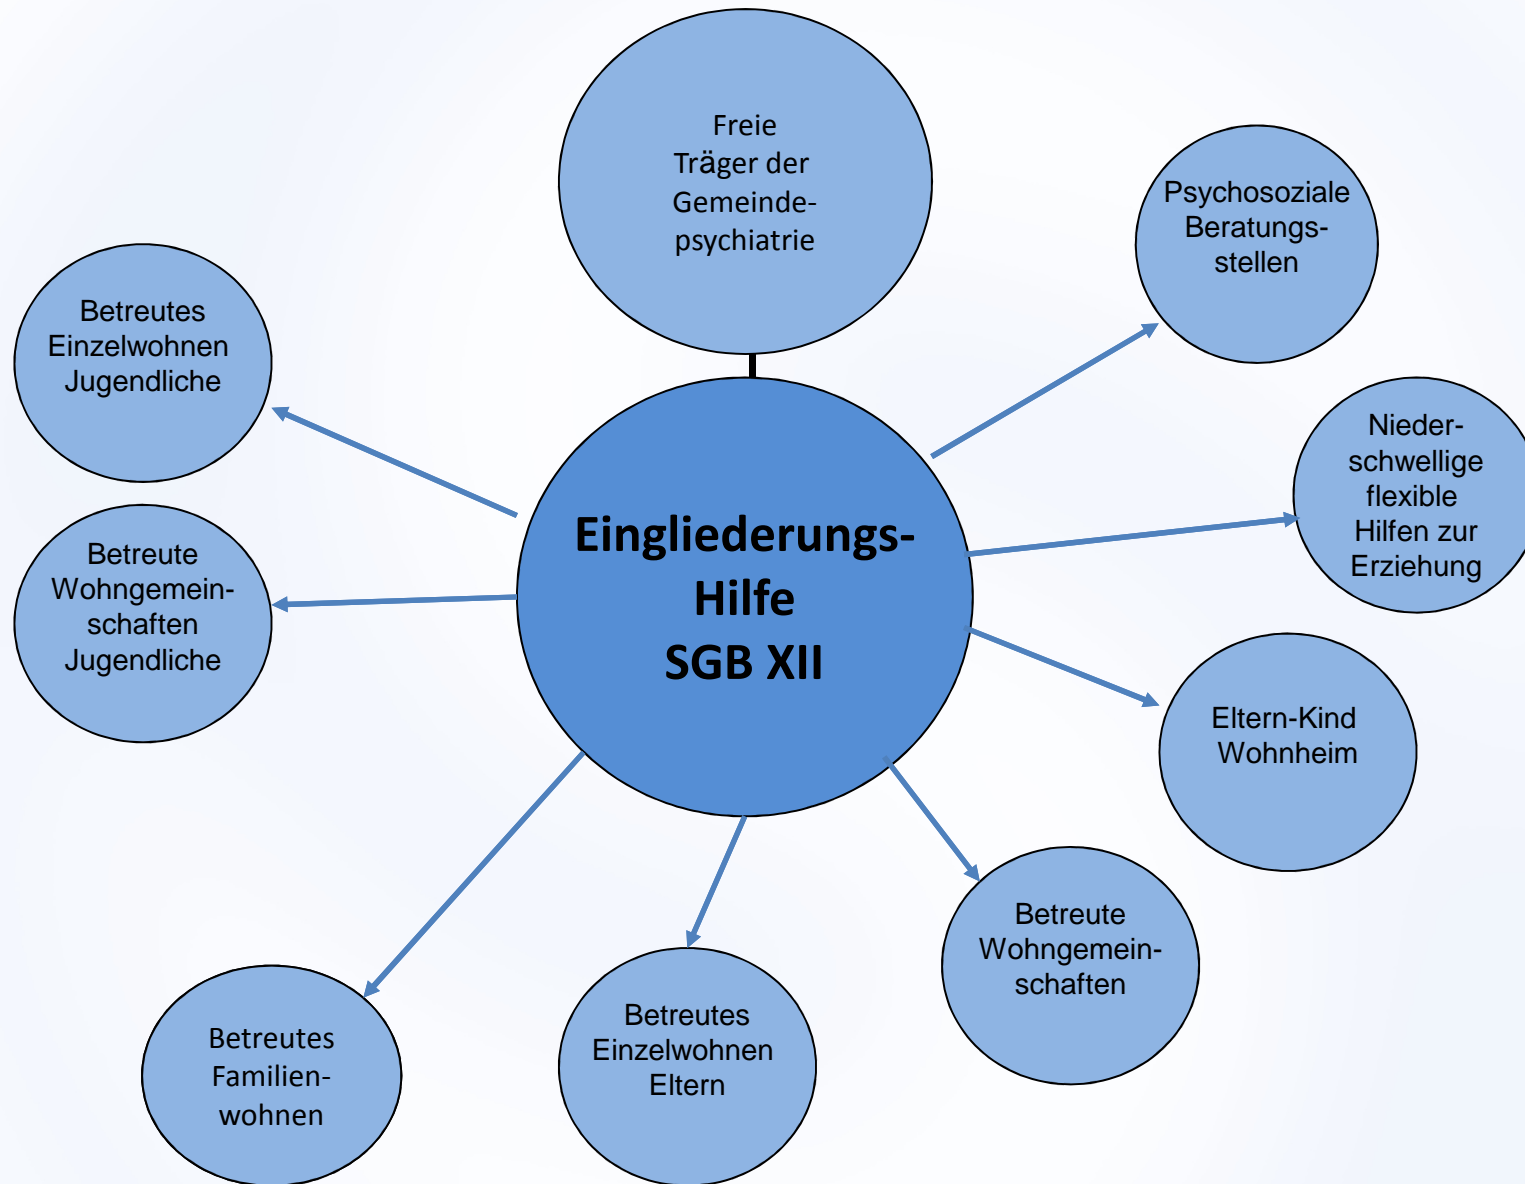 Freie
Träger der
Gemeinde-
psychiatrie
Psychosoziale
Beratungs-
stellen
Betreutes
Einzelwohnen
Jugendliche
Nieder-
schwellige
flexible
Hilfen zur
Erziehung
Eingliederungs-
Hilfe
SGB XII
Betreute
Wohngemein-
schaften
Jugendliche
Eltern-Kind
Wohnheim
Betreute
Wohngemein-
schaften
Betreutes
Einzelwohnen
Eltern
Betreutes
Familien-
wohnen